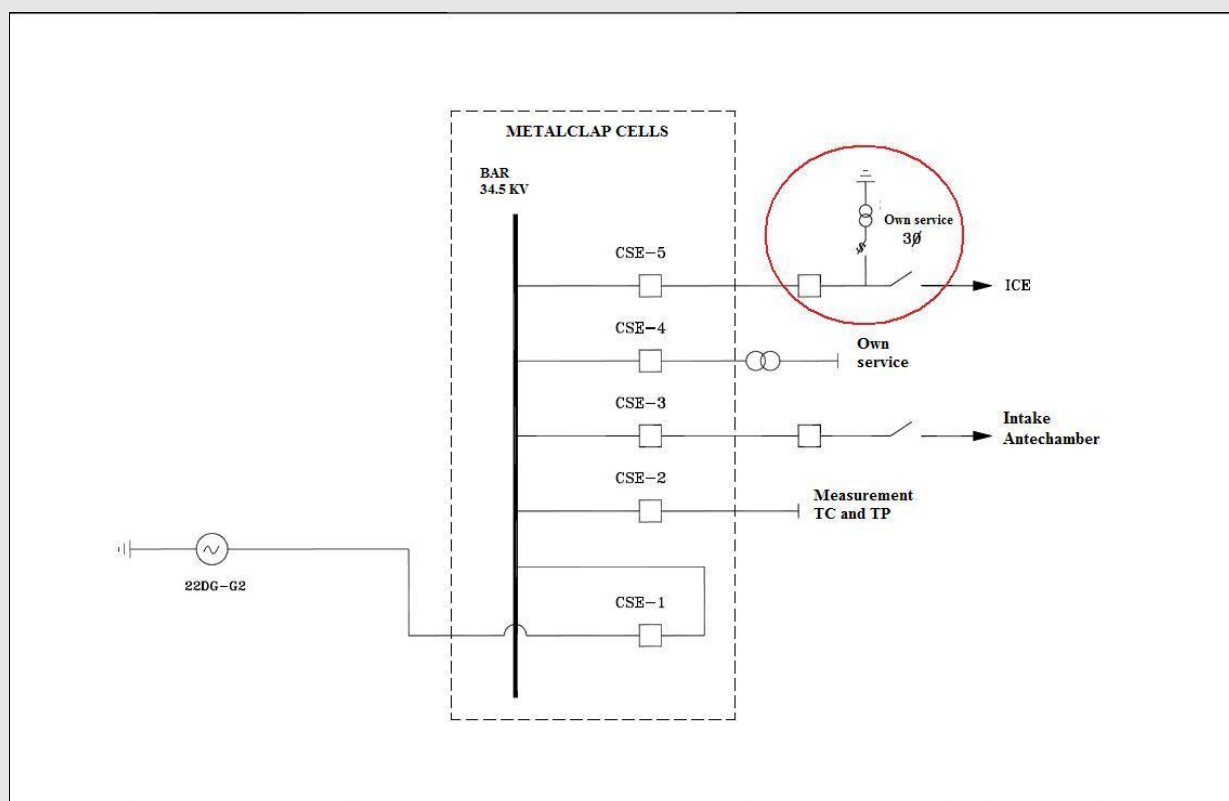 METALCLAP CELLS
BAR
34.5 KV
CSE-5
Own service
3Ø
ICE
CSE-4
Own
service
CSE-3
Intake
Antechamber
CSE-2
Measurement
TC and TP
22DG-G2
CSE-1